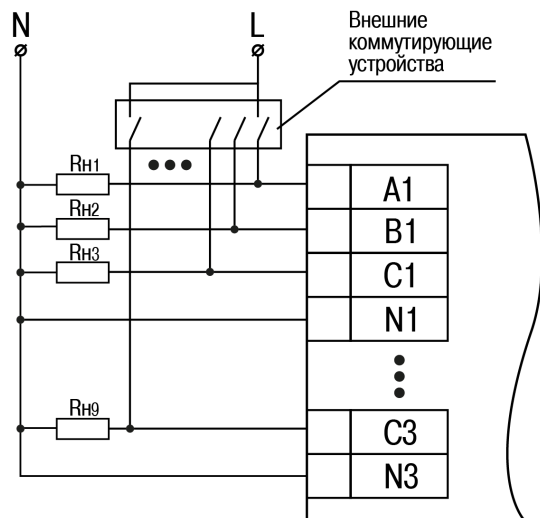 N
L
Внешние
коммутирующие
устройства
Rн1
A1
Rн2
B1
Rн3
C1
N1
Rн9
C3
N3